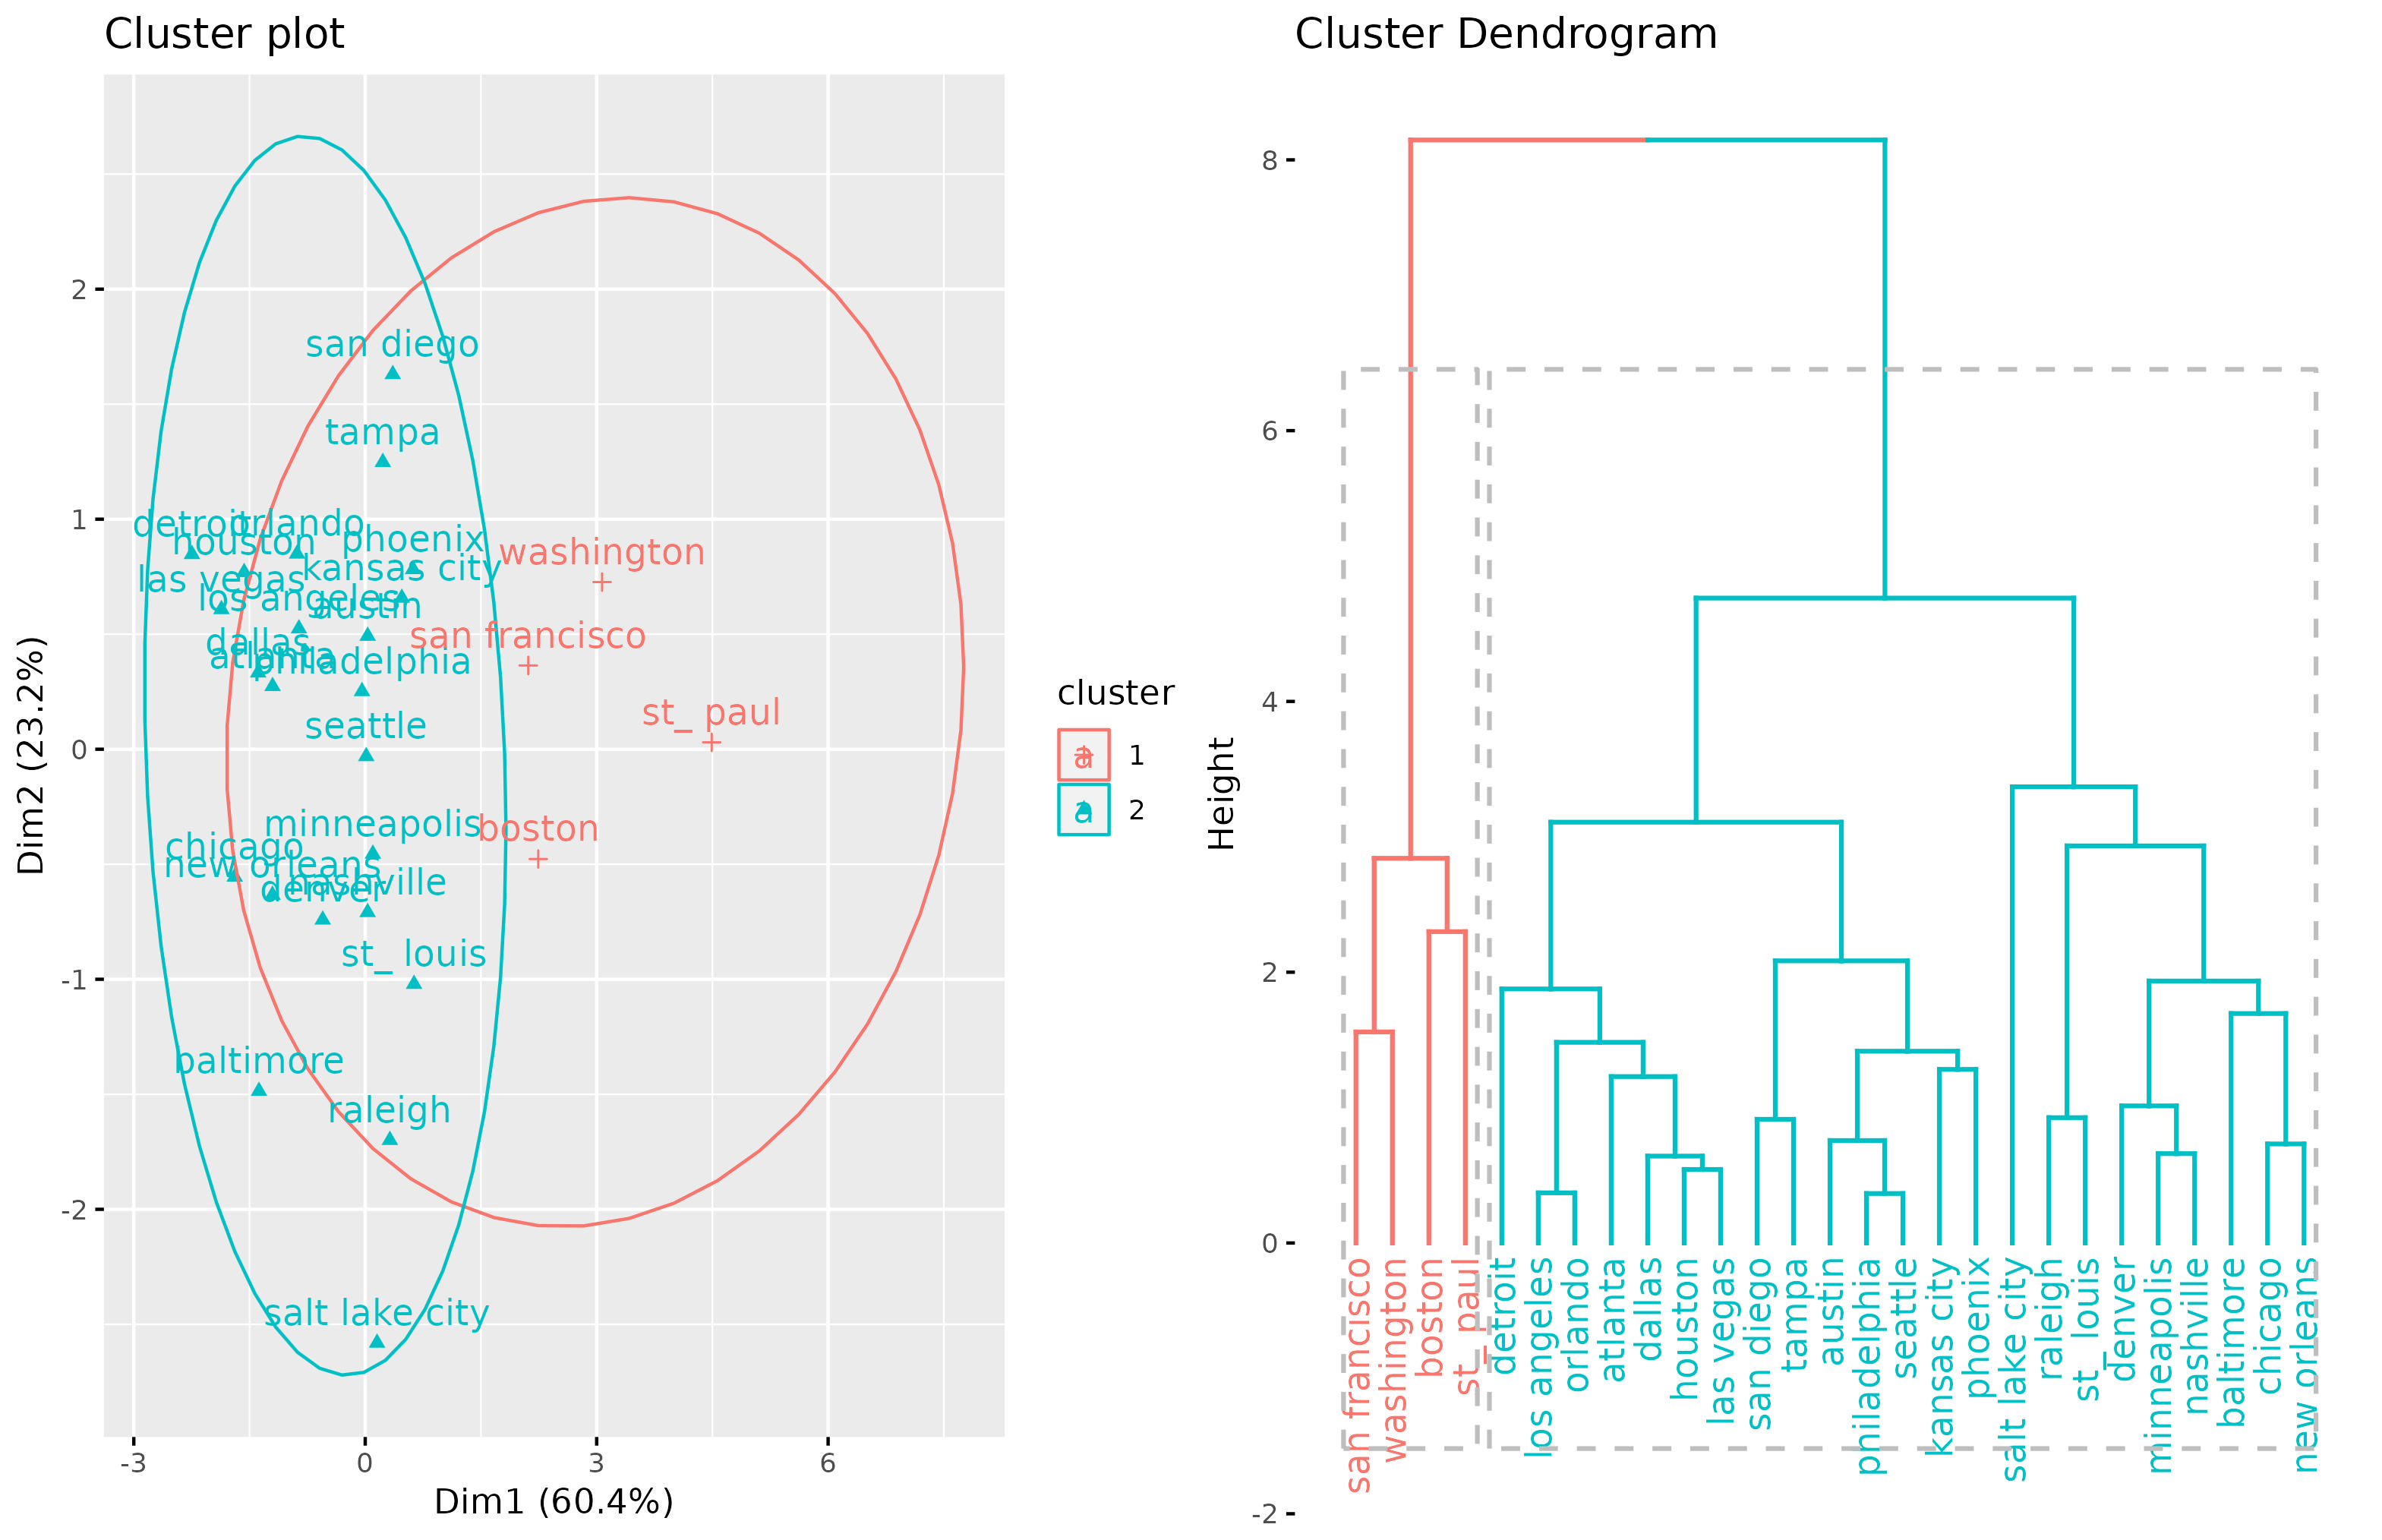 Cluster plot
san diego
tampa
detroit
orlando
houston
phoenix
washington
las vegas
kansas city
los angeles
austin
san francisco
dallas
atlanta
philadelphia
st_ paul
seattle
minneapolis
boston
chicago
new orleans
nashville
denver
st_ louis
baltimore
raleigh
salt lake city
2
1
0
-1
-2
-3
0
3
6
Dim1 (60.4%)
Dim2 (23.2%)
cluster
a 1
a 2
Cluster Dendrogram
8
6
4
2
0
-2
Height
san francisco
washington
boston
st_ paul
detroit
los angeles
orlando
atlanta
dallas
houston
las vegas
san diego
tampa
austin
philadelphia
seattle
kansas city
phoenix
salt lake city
raleigh
st_ louis
denver
minneapolis
nashville
baltimore
chicago
new orleans